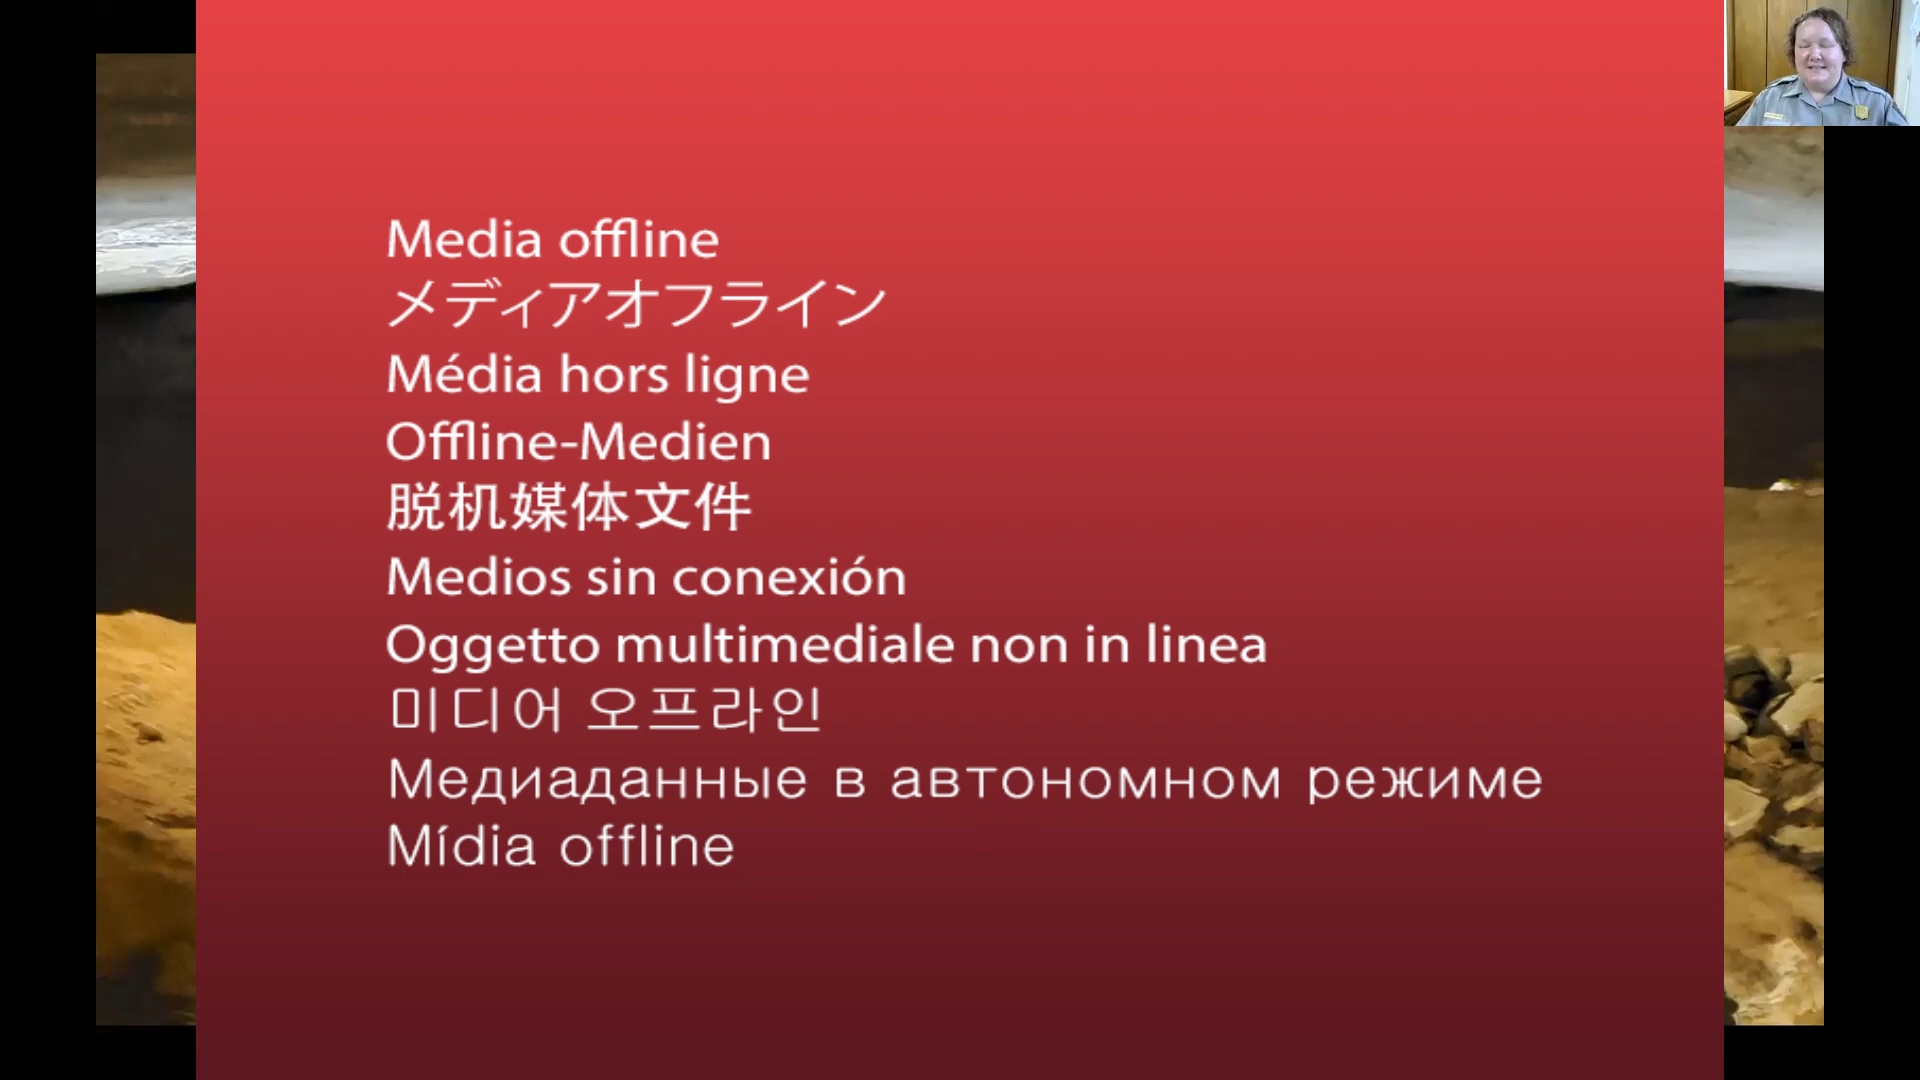 Media offline
メディアオフライン
Média hors ligne
Offline-Medien
脱机媒体文件
Medios sin conexión
Oggetto multimediale non in linea
미디어 오프라인
Медиаданные в автономном режиме
Mídia offline